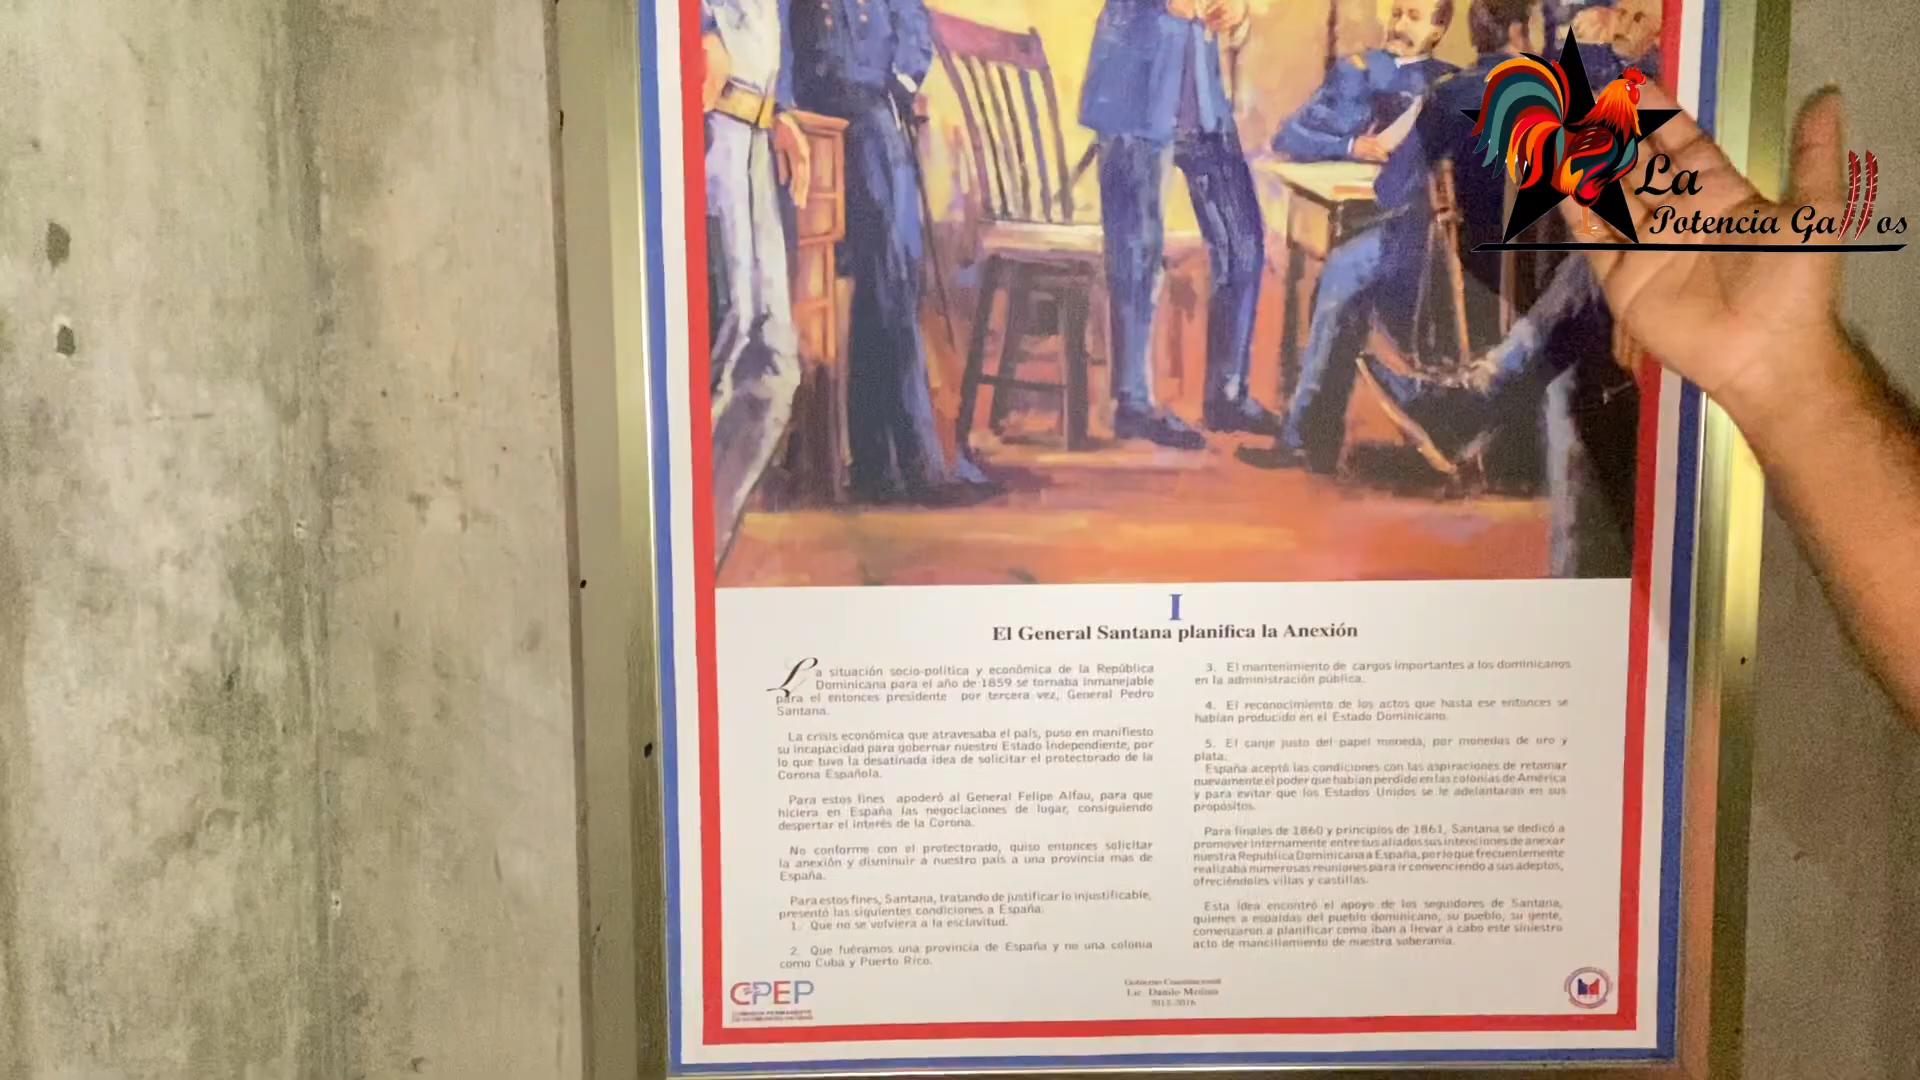 La
Potencia Gallos
I
El General Santana planifica la Anexión
La situación socio-política y económica de la República
Dominicana para el año de 1859 se tornaba inmanejable
para el entonces presidente por tercera vez, General Pedro
Santana.
La crisis económica que atravesaba el país, puso en manifiesto
su incapacidad para gobernar nuestro Estado Independiente, por
lo que tuvo la desatinada idea de solicitar el protectorado de la
Corona Española.
Para estos fines apoderó al General Felipe Alfau, para que
hiciera en España las negociaciones de lugar, consiguiendo
despertar el interés de la Corona.
No conforme con el protectorado, quiso entonces solicitar
la anexión y disminuir a nuestro país a una provincia mas de
España.
Para estos fines, Santana, tratando de justificar lo injustificable,
presentó las siguientes condiciones a España:
1. Que no se volviera a la esclavitud.
2. Que fuéramos una provincia de España y no una colonia
como Cuba y Puerto Rico.
3. El mantenimiento de cargos importantes a los dominicanos
en la administración pública.
4. El reconocimiento de los actos que hasta ese entonces se
habían producido en el Estado Dominicano.
5. El canje justo del papel moneda, por monedas de oro y
plata.
España aceptó las condiciones con las aspiraciones de retomar
nuevamente el poder que habían perdido en las colonias de América
y para evitar que los Estados Unidos se le adelantaran en sus
propósitos.
Para finales de 1860 y principios de 1861, Santana se dedicó a
promover internamente entre sus aliados sus intenciones de anexar
nuestra República Dominicana a España, por lo que frecuentemente
realizaba numerosas reuniones para ir convenciendo a sus adeptos,
ofreciéndoles villas y castillas.
Esta idea encontró el apoyo de los seguidores de Santana,
quienes a espaldas del pueblo dominicano, su pueblo, su gente,
comenzaron a planificar como iban a llevar a cabo este siniestro
acto de mancillamiento de nuestra soberanía.
CPEP
COMISIÓN PERMANENTE
Gobierno Constitucional
Lic. Danilo Medina
2012-2016